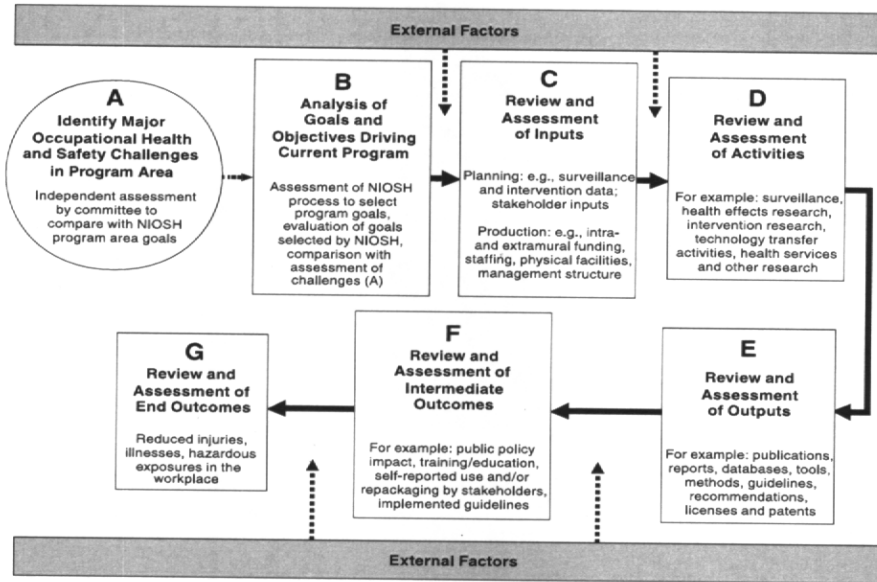 External Factors
A
Identify Major
Occupational Health
and Safety Challenges
in Program Area
Independent assessment
by committee to
compare with NIOSH
program area goals
B
Analysis of
Goals and
Objectives Driving
Current Program
Assessment of NIOSH
process to select
program goals,
evaluation of goals
selected by NIOSH,
comparison with
assessment of
challenges (A)
C
Review and
Assessment
of Inputs
Planning: e.g., surveillance
and intervention data;
stakeholder inputs
Production: e.g., intra-
and extramural funding,
staffing, physical facilities,
management structure
D
Review and
Assessment
of Activities
For example: surveillance,
health effects research,
intervention research,
technology transfer
activities, health services
and other research
E
Review and
Assessment
of Outputs
For example: publications,
reports, databases, tools,
methods, guidelines,
recommendations,
licenses and patents
F
Review and
Assessment of
Intermediate
Outcomes
For example: public policy
impact, training/education,
self-reported use and/or
repackaging by stakeholders,
implemented guidelines
G
Review and
Assessment of
End Outcomes
Reduced injuries,
illnesses, hazardous
exposures in the
workplace
External Factors